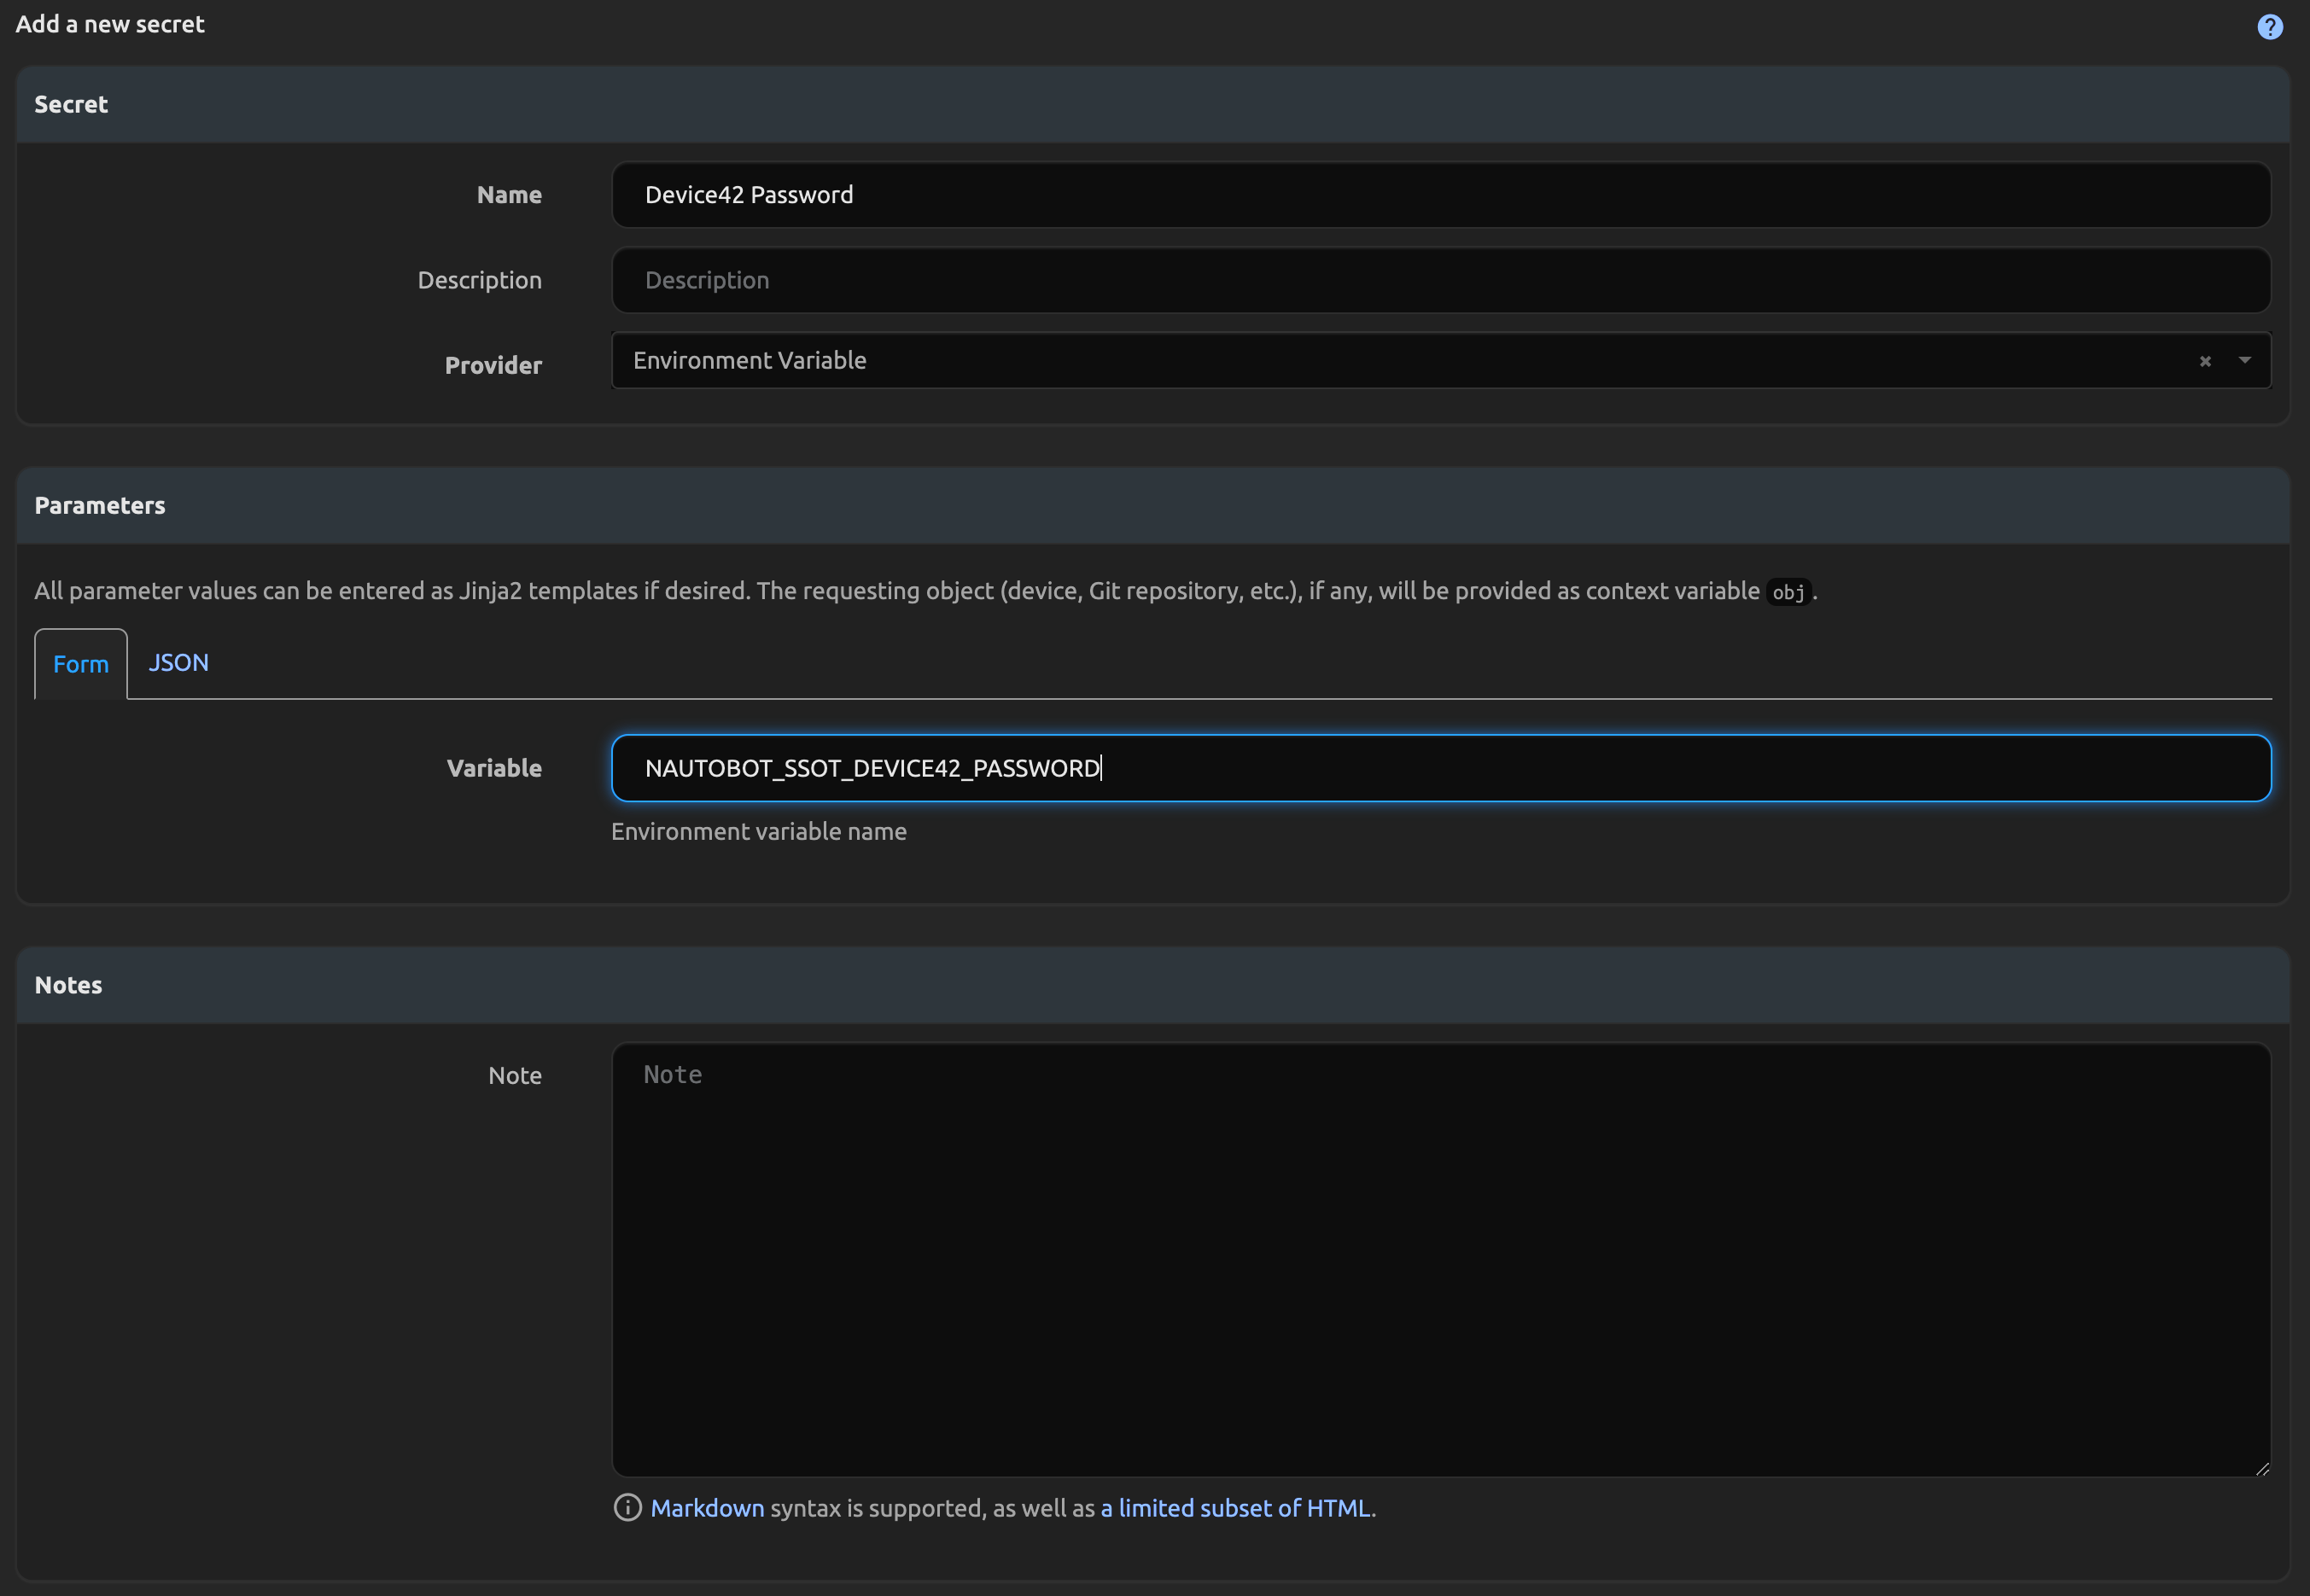 Add a new secret
?
Secret
Name
Device42 Password
Description
Description
Provider
Environment Variable
Parameters
All parameter values can be entered as Jinja2 templates if desired. The requesting object (device, Git repository, etc.), if any, will be provided as context variable obj.
Form JSON
Variable
NAUTOBOT_SSOT_DEVICE42_PASSWORD
Environment variable name
Notes
Note
Note
Markdown syntax is supported, as well as a limited subset of HTML.